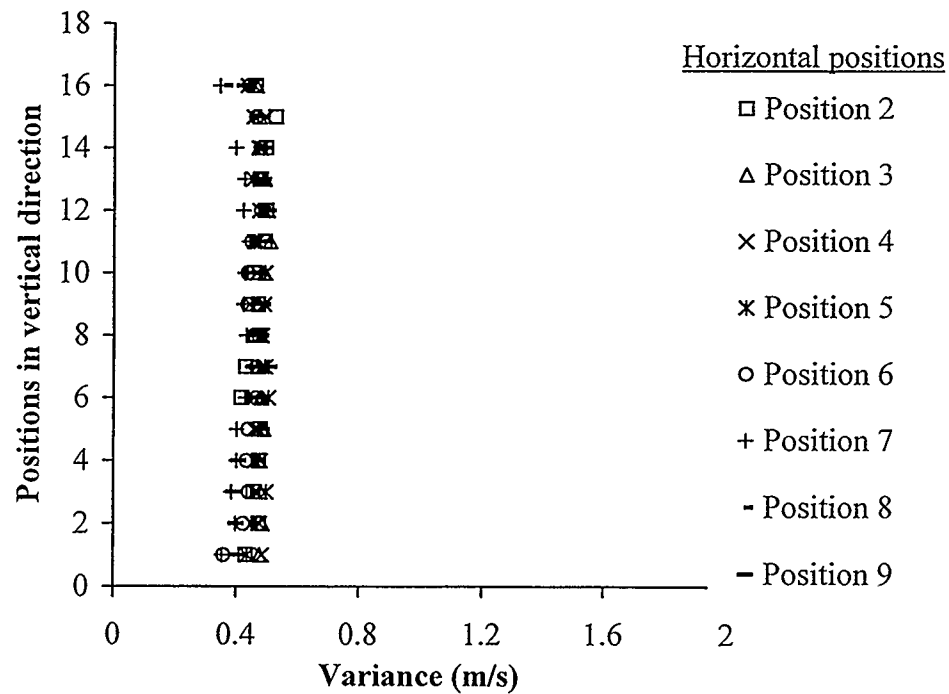 18
16
14
12
10
8
6
4
2
0
Positions in vertical direction
0 0.4 0.8 1.2 1.6 2
Variance (m/s)
Horizontal positions
Position 2
Position 3
Position 4
Position 5
Position 6
Position 7
Position 8
Position 9